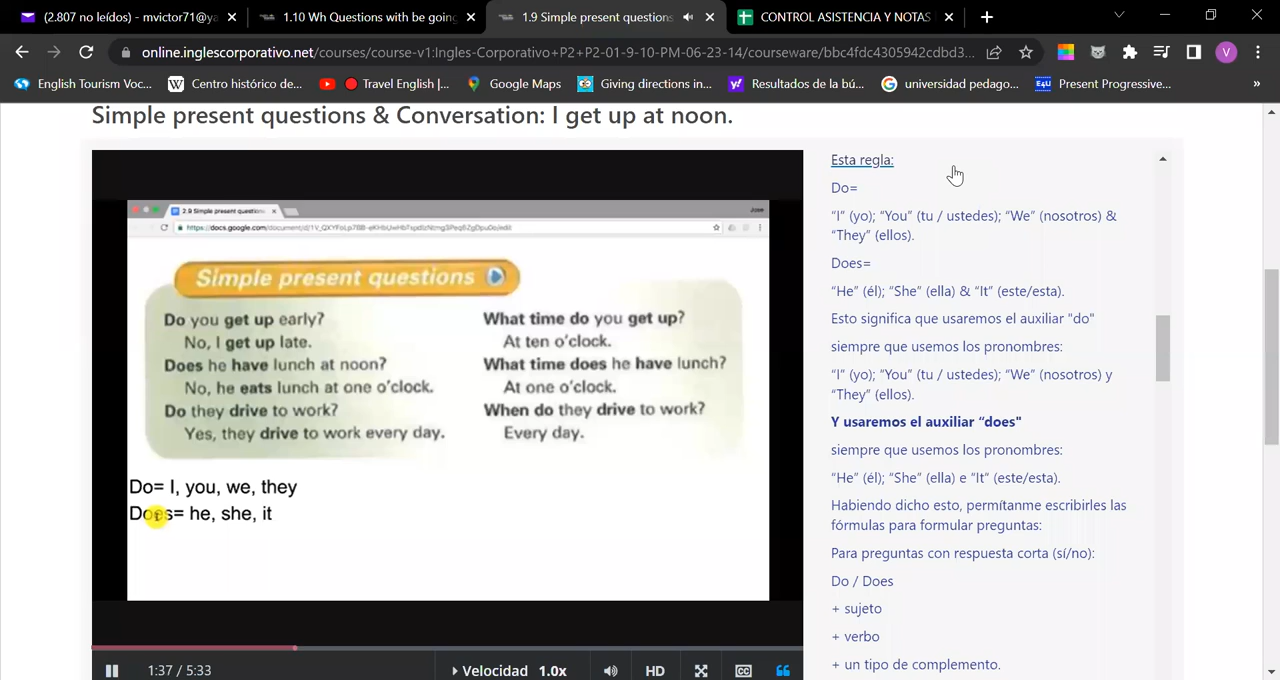 (2.807 no leídos) - mvictor71@ya
1.10 Wh Questions with be going
1.9 Simple present questions
CONTROL ASISTENCIA Y NOTAS
online.inglescorporativo.net/courses/course-v1:Ingles-Corporativo+P2+P2-01-9-10-PM-06-23-14/courseware/bbc4fdc4305942cdbd3...
V
English Tourism Voc...
Centro histórico de...
Travel English |...
Google Maps
Giving directions in...
Resultados de la bú...
universidad pedago...
Present Progressive...
»
Simple present questions & Conversation: I get up at noon.
2.9 Simple present question
Jose
Simple present questions
Do you get up early?
No, I get up late.
Does he have lunch at noon?
No, he eats lunch at one o'clock.
Do they drive to work?
Yes, they drive to work every day.
What time do you get up?
At ten o'clock.
What time does he have lunch?
At one o'clock.
When do they drive to work?
Every day.
Do= I, you, we, they
Does= he, she, it
1:37 / 5:33
Velocidad 1.0x
HD
CC
Esta regla:
Do=
“I” (yo); “You” (tu / ustedes); “We” (nosotros) &
“They” (ellos).
Does=
“He” (él); “She” (ella) & “It” (este/esta).
Esto significa que usaremos el auxiliar "do"
siempre que usemos los pronombres:
“I” (yo); “You” (tu / ustedes); “We” (nosotros) y
“They” (ellos).
Y usaremos el auxiliar “does"
siempre que usemos los pronombres:
“He” (él); “She” (ella) e “It” (este/esta).
Habiendo dicho esto, permítanme escribirles las
fórmulas para formular preguntas:
Para preguntas con respuesta corta (sí/no):
Do / Does
+ sujeto
+ verbo
+ un tipo de complemento.